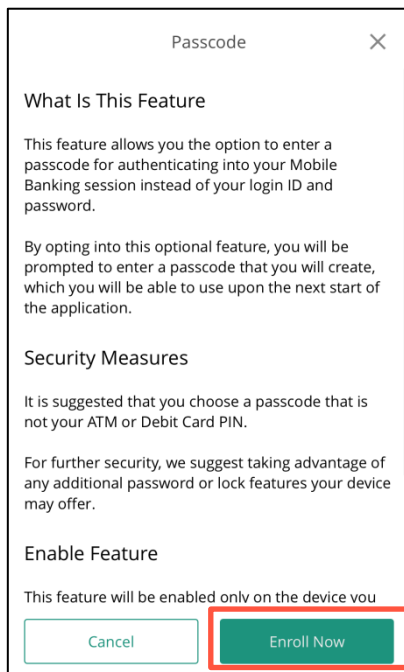 Passcode
What Is This Feature
This feature allows you the option to enter a
passcode for authenticating into your Mobile
Banking session instead of your login ID and
password.
By opting into this optional feature, you will be
prompted to enter a passcode that you will create,
which you will be able to use upon the next start of
the application.
Security Measures
It is suggested that you choose a passcode that is
not your ATM or Debit Card PIN.
For further security, we suggest taking advantage of
any additional password or lock features your device
may offer.
Enable Feature
This feature will be enabled only on the device you
Cancel
Enroll Now